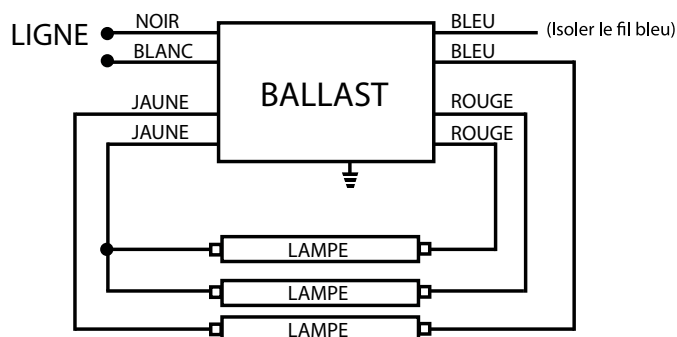 NOIR
BLEU
(Isoler le fil bleu)
LIGNE
BLANC
BLEU
BALLAST
JAUNE
ROUGE
JAUNE
ROUGE
LAMPE
LAMPE
LAMPE